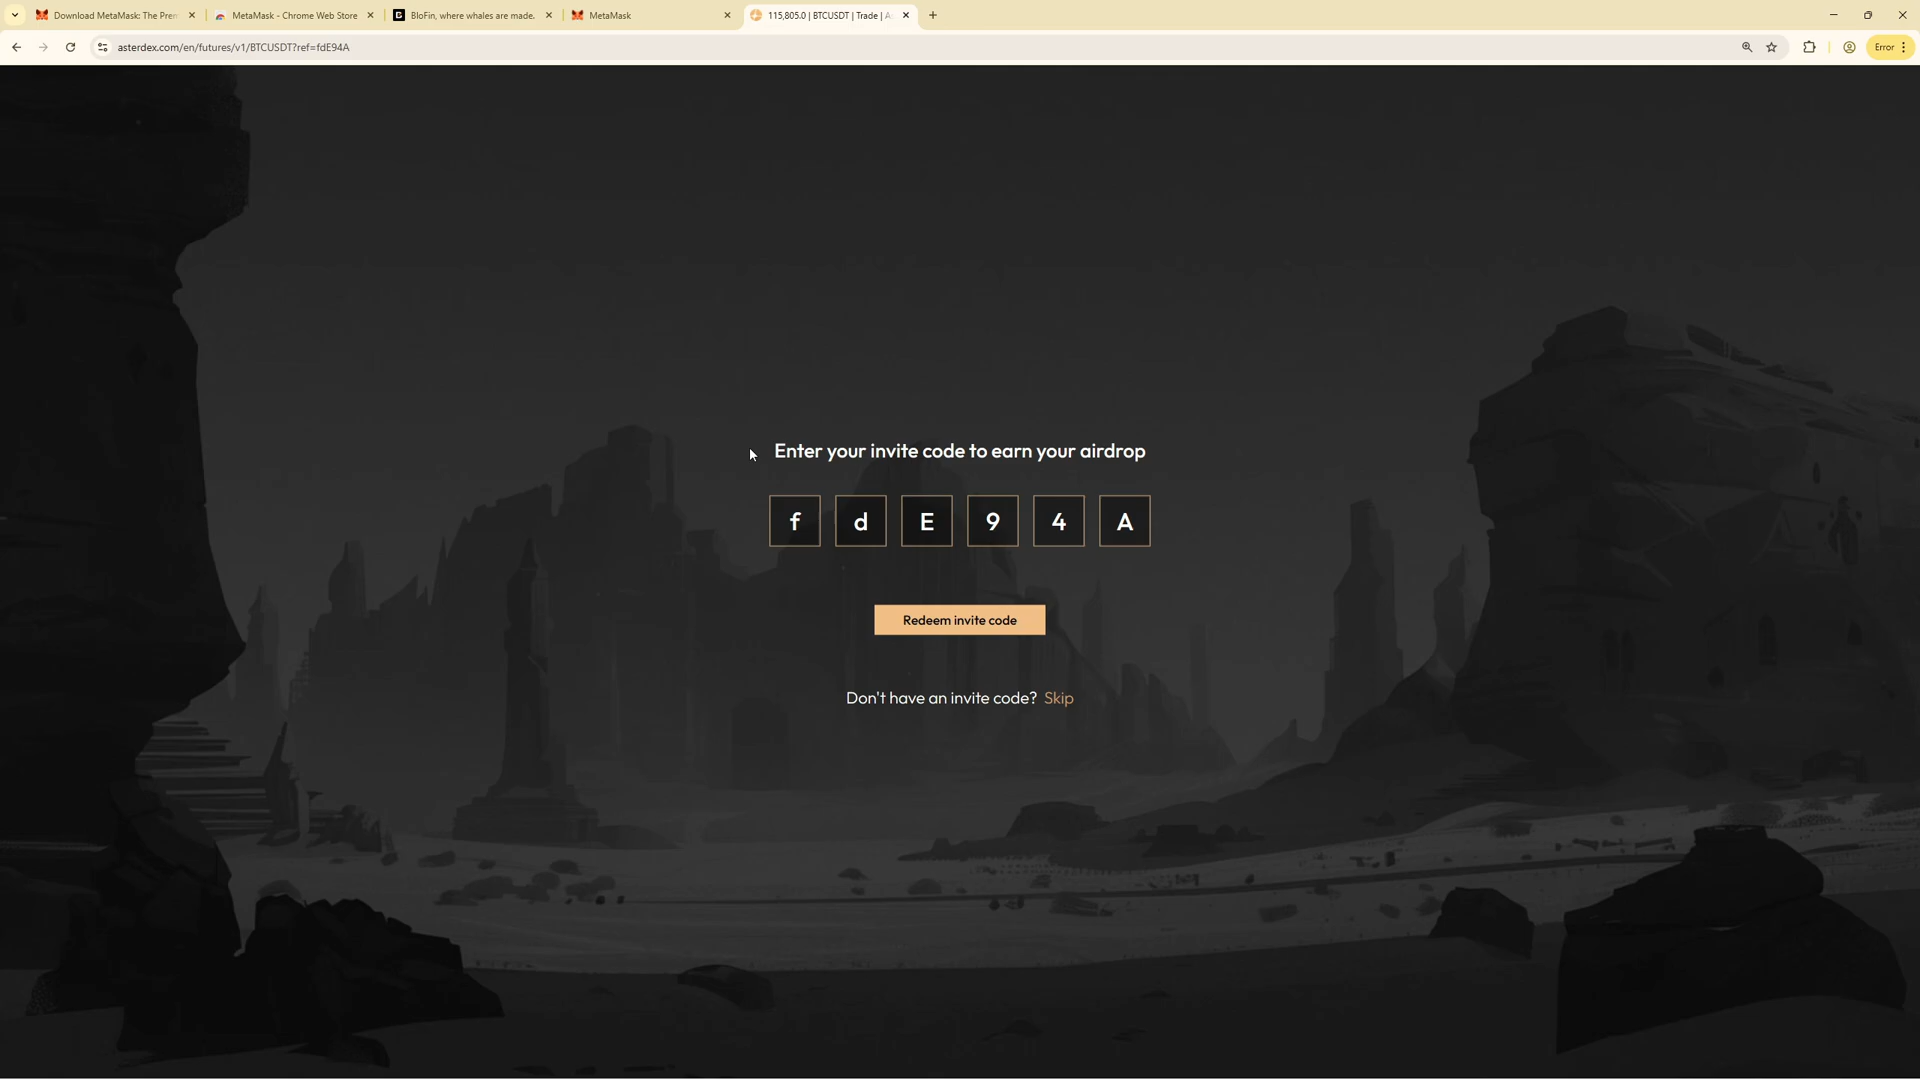 Download MetaMask: The Prem
MetaMask - Chrome Web Store
BloFin, where whales are made.
MetaMask
115,805.0 | BTCUSDT | Trade | As
asterdex.com/en/futures/v1/BTCUSDT?ref=fdE94A
Error
Enter your invite code to earn your airdrop
f d E 9 4 A
Redeem invite code
Don't have an invite code? Skip